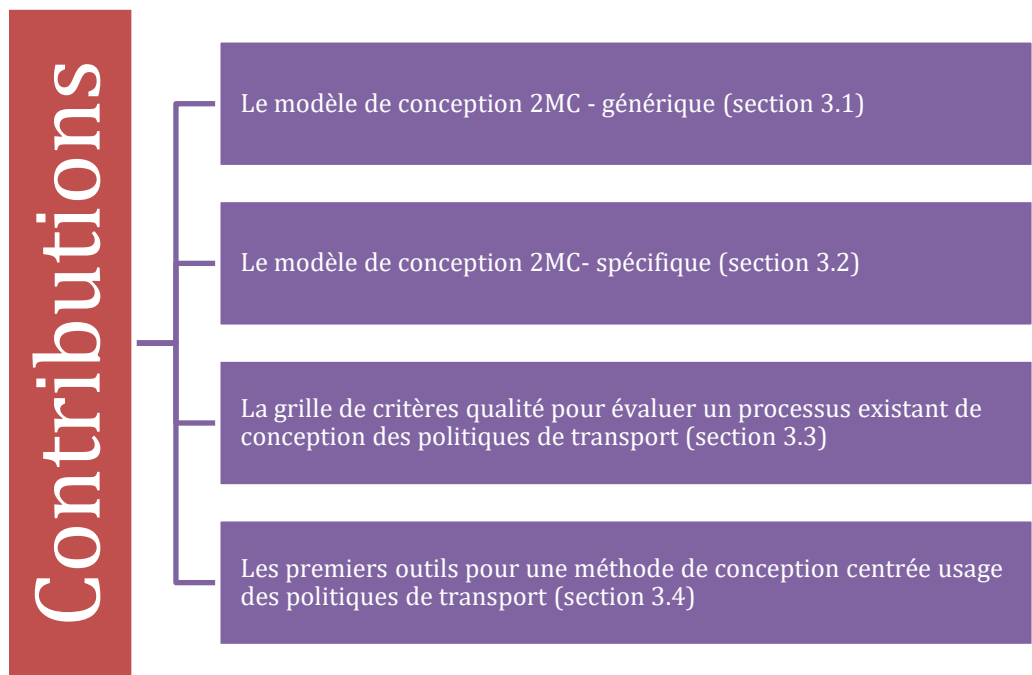 Contributions
Le modèle de conception 2MC - générique (section 3.1)
Le modèle de conception 2MC- spécifique (section 3.2)
La grille de critères qualité pour évaluer un processus existant de
conception des politiques de transport (section 3.3)
Les premiers outils pour une méthode de conception centrée usage
des politiques de transport (section 3.4)